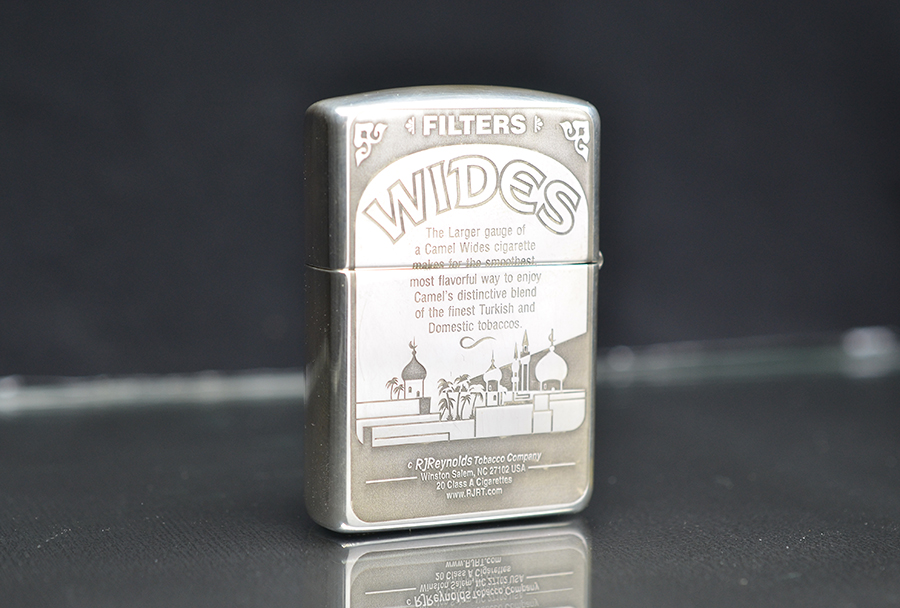 FILTERS
WIDES
The Larger gauge of
a Camel Wides cigarette
makes for the smoothest,
most flavorful way to enjoy
Camel's distinctive blend
of the finest Turkish and
Domestic tobaccos.
c RJReynolds Tobacco Company
Winston Salem, NC 27102 USA
20 Class A Cigarettes
www.RJRT.com